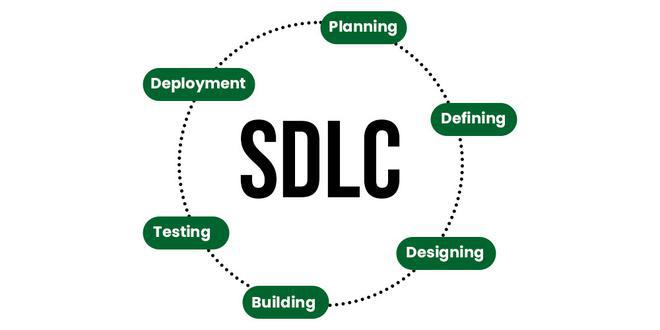 Planning
Deployment
Defining
SDLC
Testing
Designing
Building